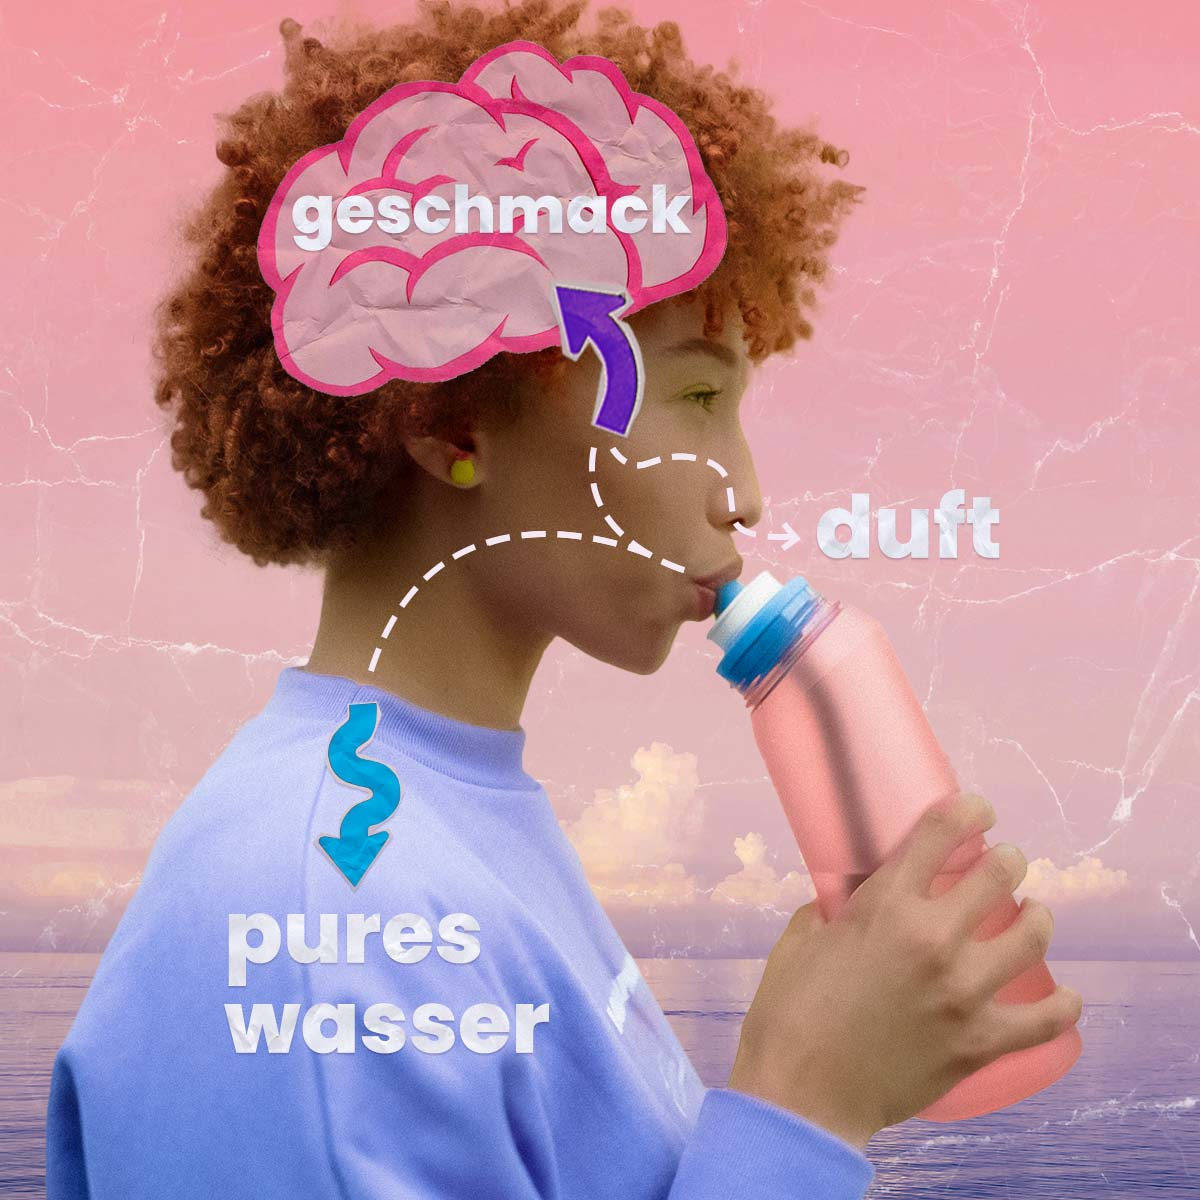 geschmack
duft
pures
wasser